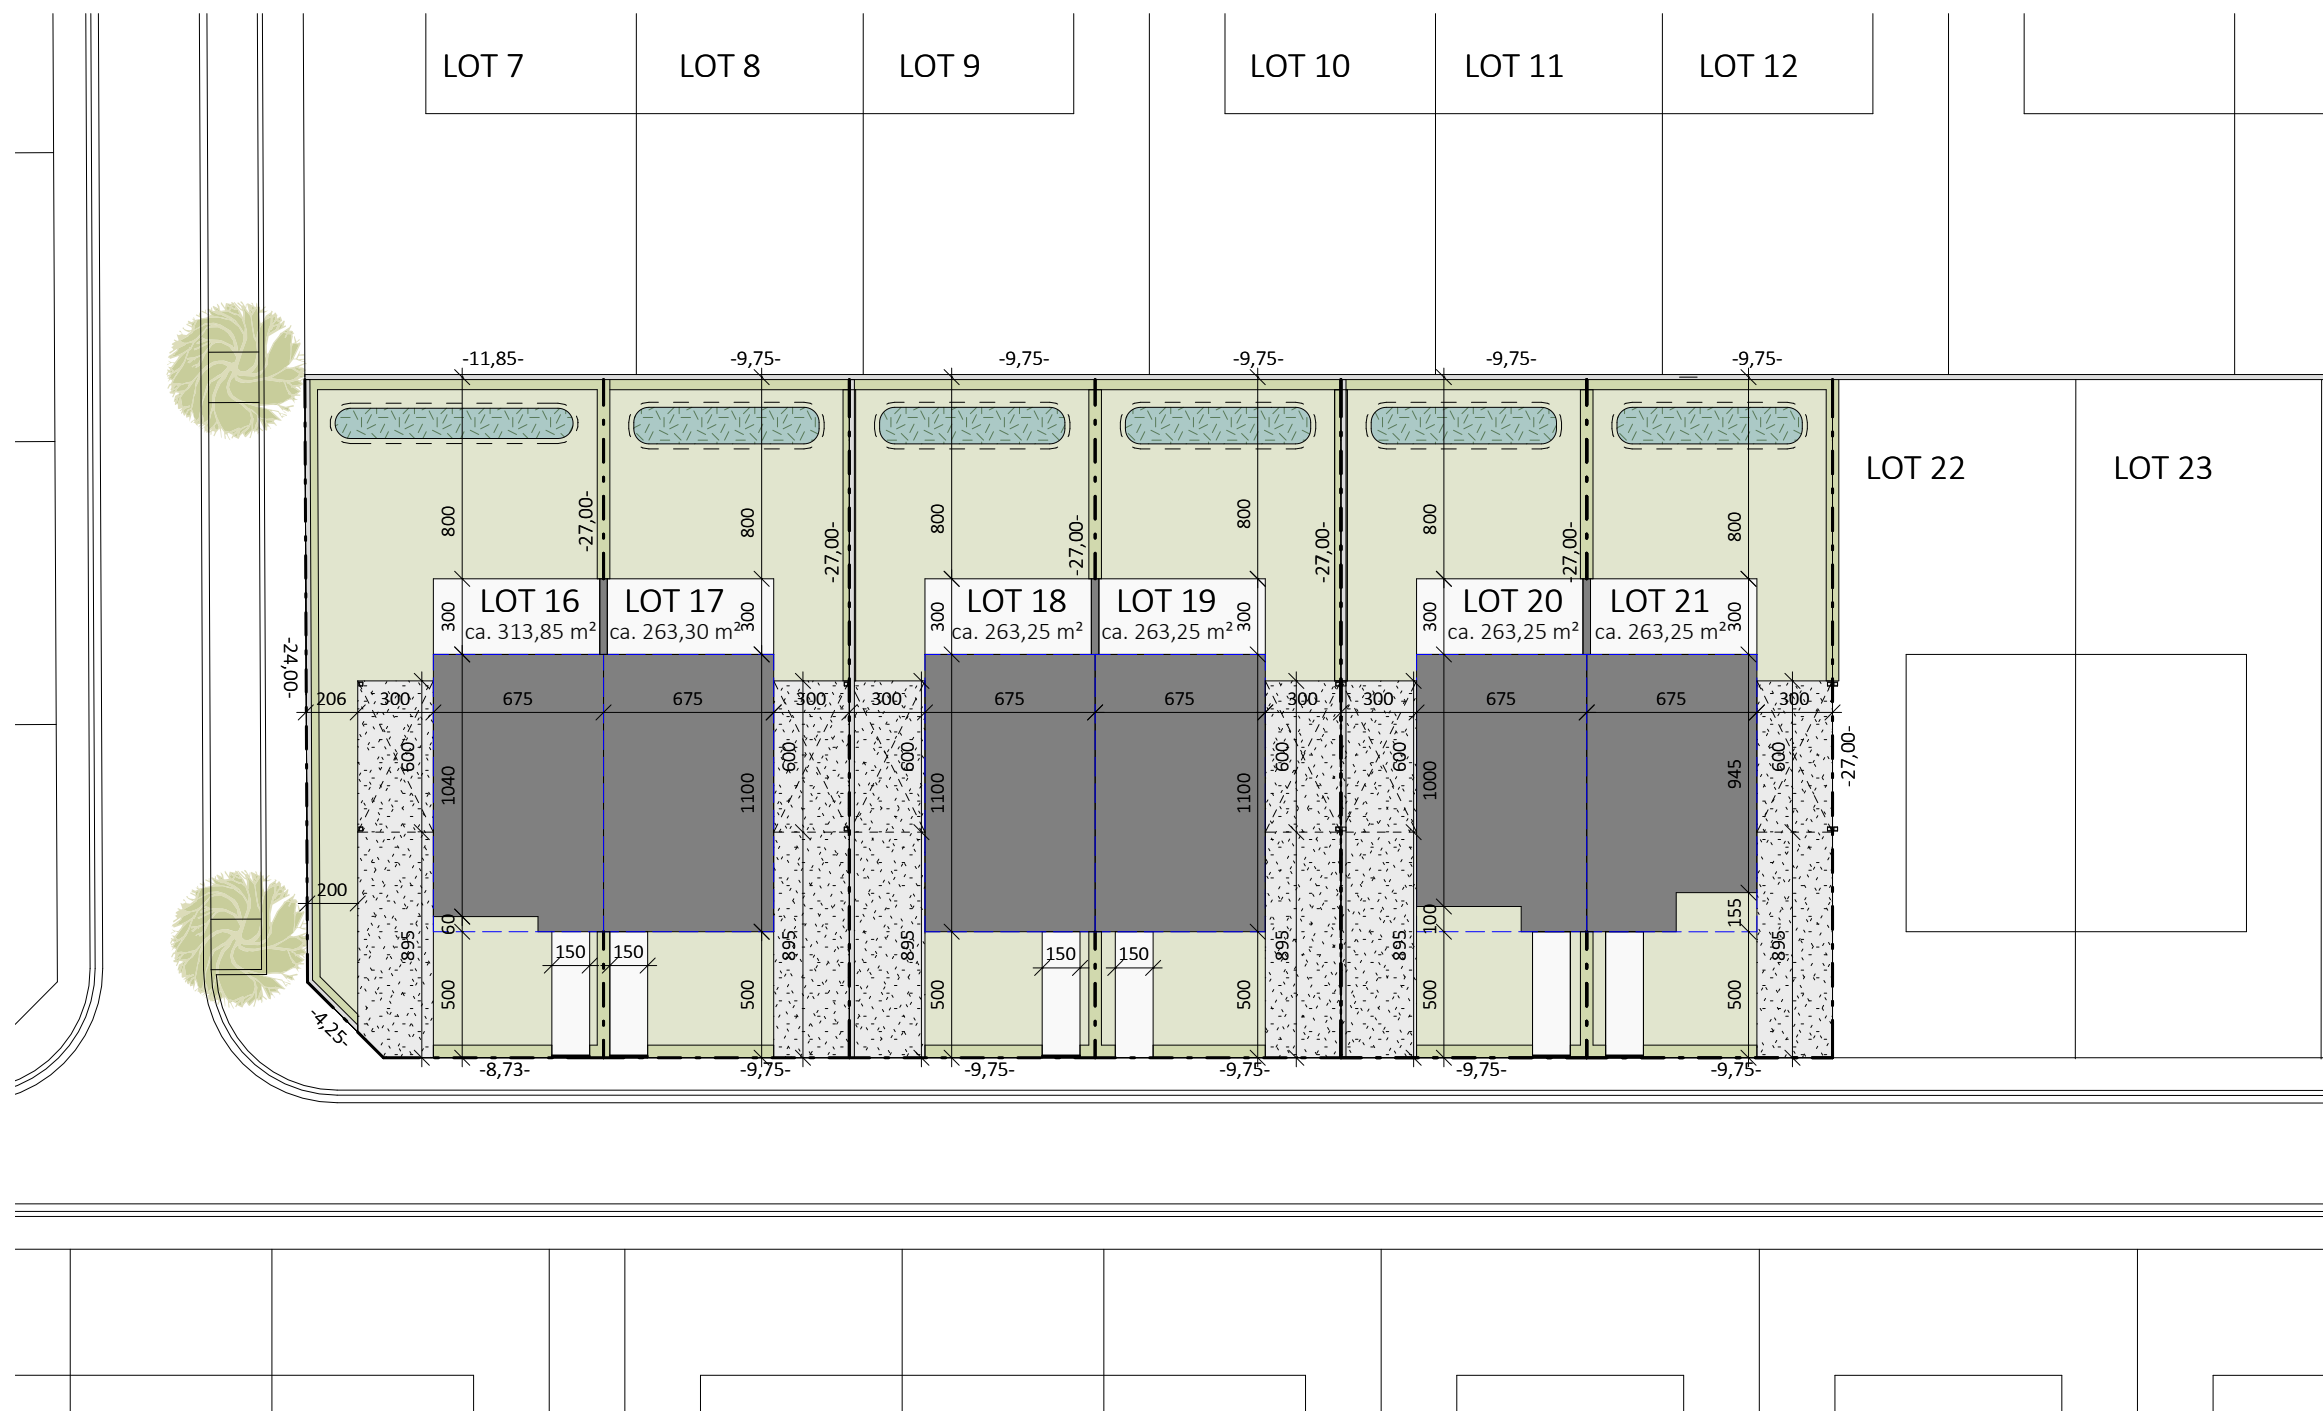 LOT 7 LOT 8 LOT 9 LOT 10 LOT 11 LOT 12
-11,85- -9,75- -9,75- -9,75- -9,75- -9,75-
LOT 22 LOT 23
800 -27,00- 800 -27,00- 800 -27,00- 800 -27,00- 800 -27,00- 800
300 LOT 16 LOT 17 300 300 LOT 18 LOT 19 300 300 LOT 20 LOT 21 300
ca. 313,85 m² ca. 263,30 m² ca. 263,25 m² ca. 263,25 m² ca. 263,25 m² ca. 263,25 m²
-24,00-
206 300 675 675 300 300 675 675 300 300 675 675 300
600 1040 1100 600 600 1100 1100 600 600 1000 945 600 -27,00-
200
60 100 155
895 150 150 895 895 150 150 895 895 895
500 500 500 500 500 500
-4,25-
-8,73- -9,75- -9,75- -9,75- -9,75- -9,75-